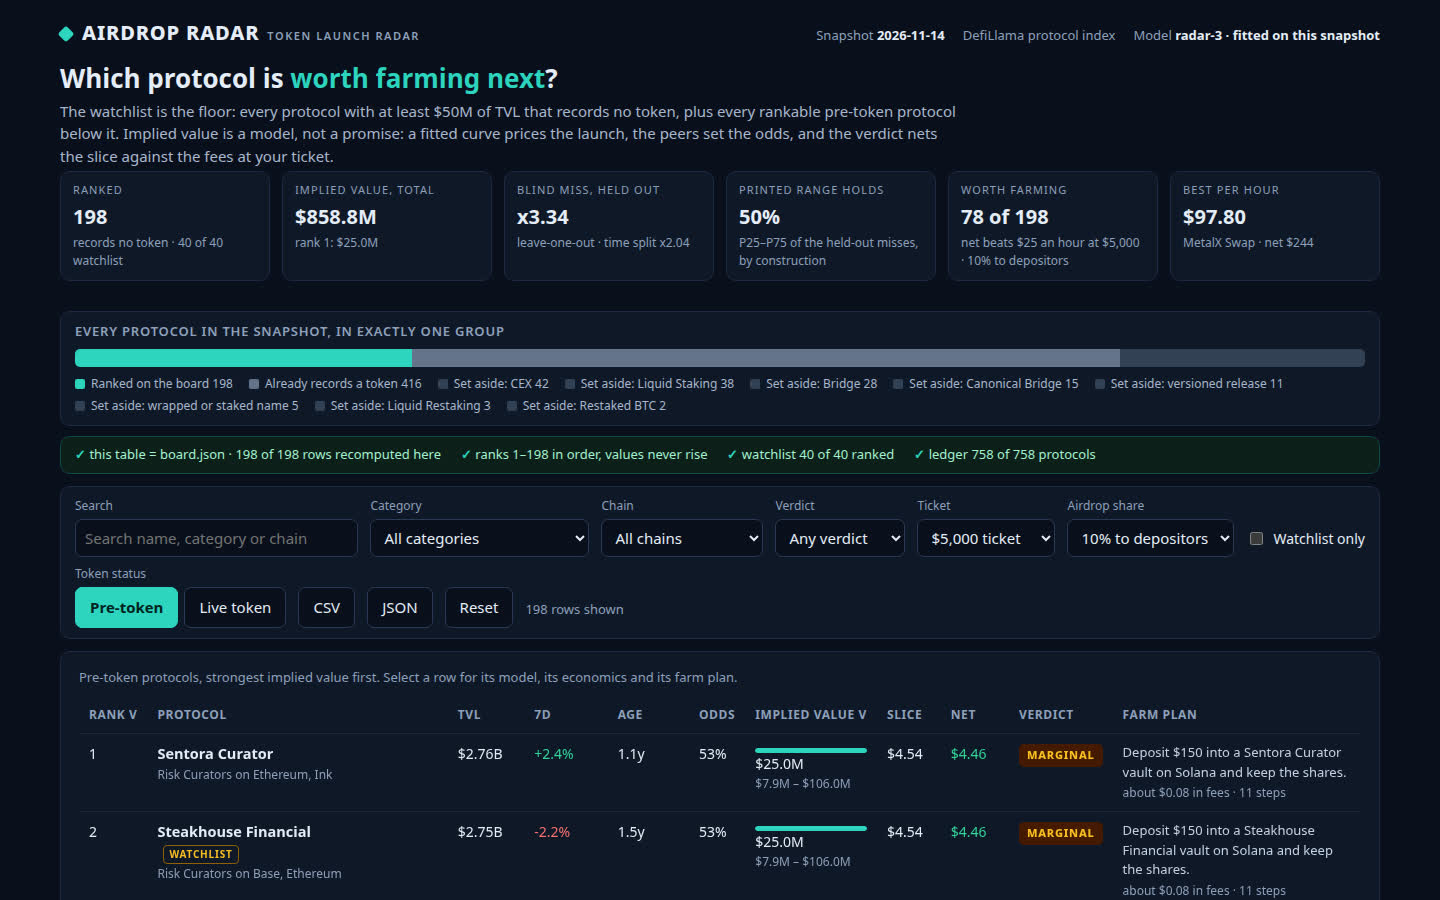 AIRDROP RADAR TOKEN LAUNCH RADAR
Snapshot 2026-11-14 DefiLlama protocol index Model radar-3 · fitted on this snapshot
Which protocol is worth farming next?
The watchlist is the floor: every protocol with at least $50M of TVL that records no token, plus every rankable pre-token protocol
below it. Implied value is a model, not a promise: a fitted curve prices the launch, the peers set the odds, and the verdict nets
the slice against the fees at your ticket.
RANKED
198
records no token · 40 of 40
watchlist
IMPLIED VALUE, TOTAL
$858.8M
rank 1: $25.0M
BLIND MISS, HELD OUT
x3.34
leave-one-out · time split x2.04
PRINTED RANGE HOLDS
50%
P25–P75 of the held-out misses,
by construction
WORTH FARMING
78 of 198
net beats $25 an hour at $5,000
· 10% to depositors
BEST PER HOUR
$97.80
MetalX Swap · net $244
EVERY PROTOCOL IN THE SNAPSHOT, IN EXACTLY ONE GROUP
Ranked on the board 198 Already records a token 416 Set aside: CEX 42 Set aside: Liquid Staking 38 Set aside: Bridge 28 Set aside: Canonical Bridge 15 Set aside: versioned release 11
Set aside: wrapped or staked name 5 Set aside: Liquid Restaking 3 Set aside: Restaked BTC 2
✓ this table = board.json · 198 of 198 rows recomputed here ✓ ranks 1–198 in order, values never rise ✓ watchlist 40 of 40 ranked ✓ ledger 758 of 758 protocols
Search Category Chain Verdict Ticket Airdrop share
Search name, category or chain All categories All chains Any verdict $5,000 ticket 10% to depositors Watchlist only
Token status
Pre-token Live token CSV JSON Reset 198 rows shown
Pre-token protocols, strongest implied value first. Select a row for its model, its economics and its farm plan.
RANK V PROTOCOL TVL 7D AGE ODDS IMPLIED VALUE V SLICE NET VERDICT FARM PLAN
1 Sentora Curator $2.76B +2.4% 1.1y 53% $25.0M $4.54 $4.46 MARGINAL Deposit $150 into a Sentora Curator
Risk Curators on Ethereum, Ink $7.9M – $106.0M vault on Solana and keep the shares.
about $0.08 in fees · 11 steps
2 Steakhouse Financial $2.75B -2.2% 1.5y 53% $25.0M $4.54 $4.46 MARGINAL Deposit $150 into a Steakhouse
WATCHLIST Financial vault on Solana and keep
Risk Curators on Base, Ethereum $7.9M – $106.0M the shares.
about $0.08 in fees · 11 steps